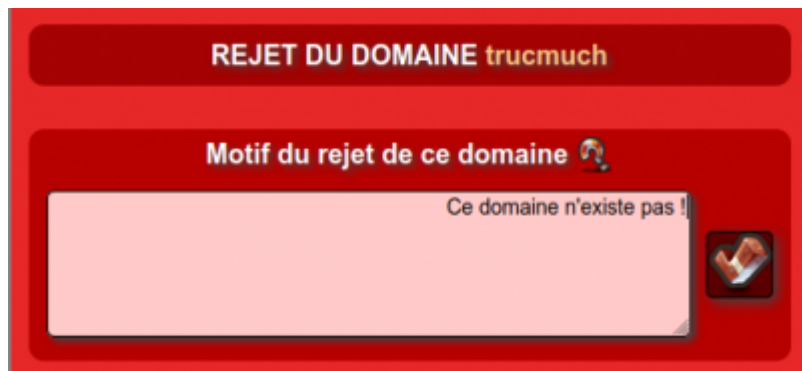 REJET DU DOMAINE trucmuch
Motif du rejet de ce domaine
Ce domaine n'existe pas !